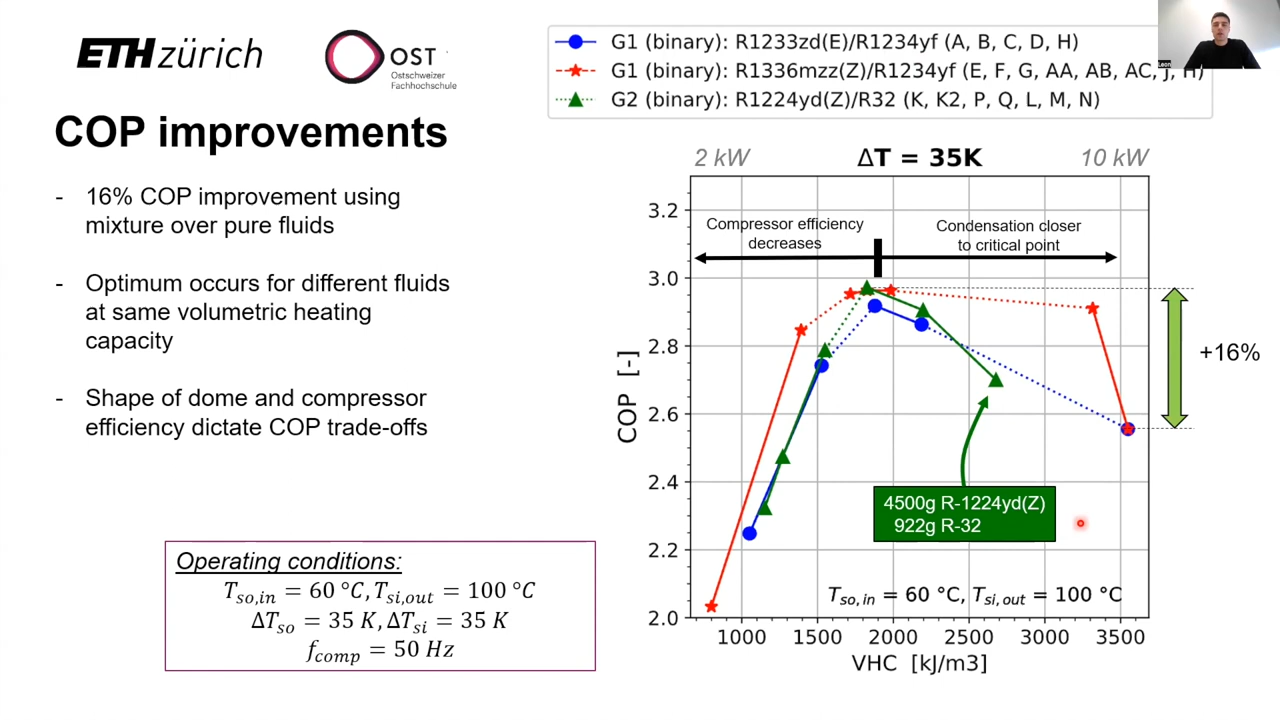 ETH zürich
OST
Ostschweizer
Fachhochschule
COP improvements
- 16% COP improvement using
mixture over pure fluids
- Optimum occurs for different fluids
at same volumetric heating
capacity
- Shape of dome and compressor
efficiency dictate COP trade-offs
Operating conditions:
T_so,in = 60 °C, T_si,out = 100 °C
ΔT_so = 35 K, ΔT_si = 35 K
f_comp = 50 Hz
G1 (binary): R1233zd(E)/R1234yf (A, B, C, D, H)
G1 (binary): R1336mzz(Z)/R1234yf (E, F, G, AA, AB, AC, J, H)
G2 (binary): R1224yd(Z)/R32 (K, K2, P, Q, L, M, N)
Leon
2 kW ΔT = 35K 10 kW
Compressor efficiency
decreases
Condensation closer
to critical point
3.2
3.0
2.8
2.6
2.4
2.2
2.0
COP [-]
+16%
4500g R-1224yd(Z)
922g R-32
T_so,in = 60 °C, T_si,out = 100 °C
1000 1500 2000 2500 3000 3500
VHC [kJ/m3]